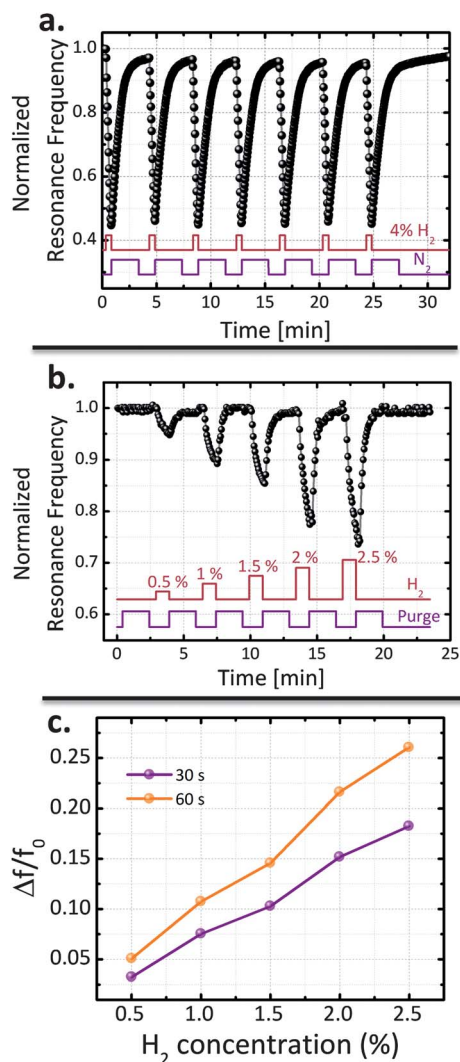 a.
1.0
0.8
0.6
0.4
Normalized
Resonance Frequency
4% H₂
N₂
0 5 10 15 20 25 30
Time [min]
b.
1.0
0.9
0.8
0.7
0.6
Normalized
Resonance Frequency
0.5 % 1 % 1.5 % 2 % 2.5 %
H₂
Purge
0 5 10 15 20 25
Time [min]
c.
0.25
0.20
0.15
0.10
0.05
Δf/f₀
30 s
60 s
0.5 1.0 1.5 2.0 2.5
H₂ concentration (%)